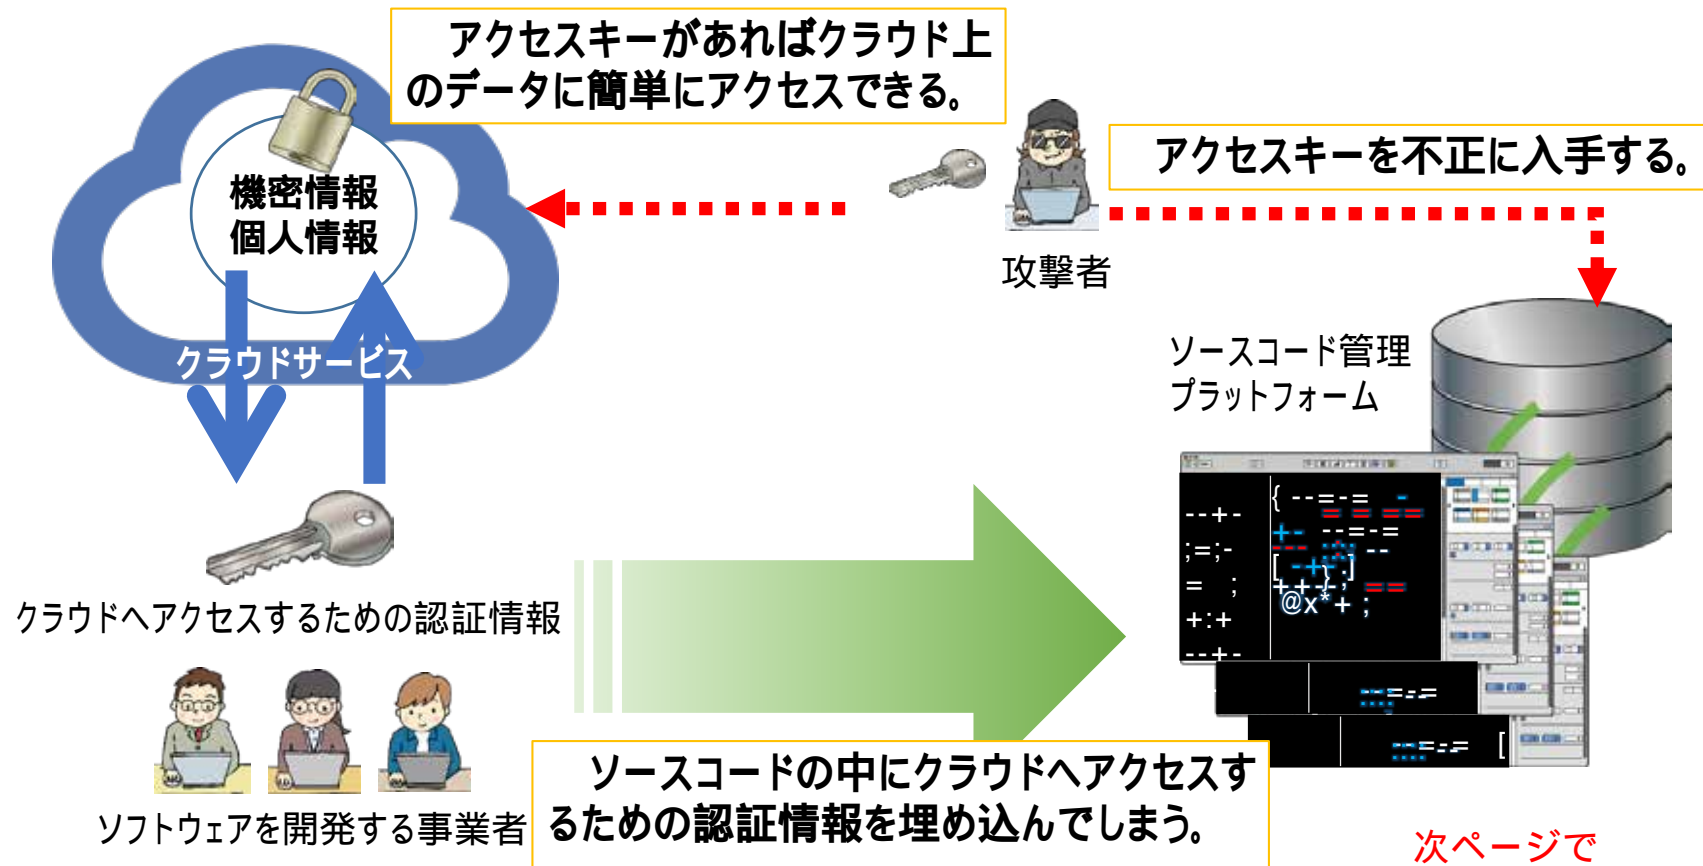 アクセスキーがあればクラウド上
のデータに簡単にアクセスできる。
アクセスキーを不正に入手する。
機密情報
個人情報
クラウドサービス
攻撃者
ソースコード管理
プラットフォーム
{ --=-= -
--+-
= = ==
+- --=-=
;=;-
[ -+-} ;]
= ;
@x*+ ;
+:+
--+-
--=-=
--=-= [
クラウドへアクセスするための認証情報
ソフトウェアを開発する事業者
ソースコードの中にクラウドへアクセスす
るための認証情報を埋め込んでしまう。
次ページで